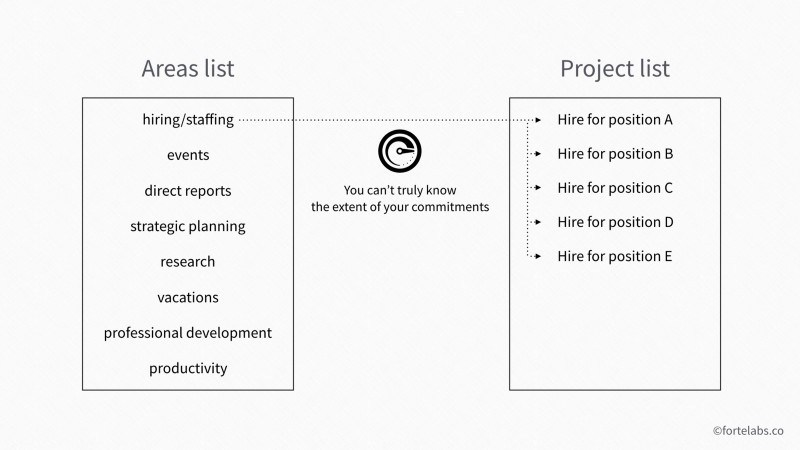 Areas list
hiring/staffing
events
direct reports
strategic planning
research
vacations
professional development
productivity
You can't truly know
the extent of your commitments
Project list
Hire for position A
Hire for position B
Hire for position C
Hire for position D
Hire for position E
©fortelabs.co